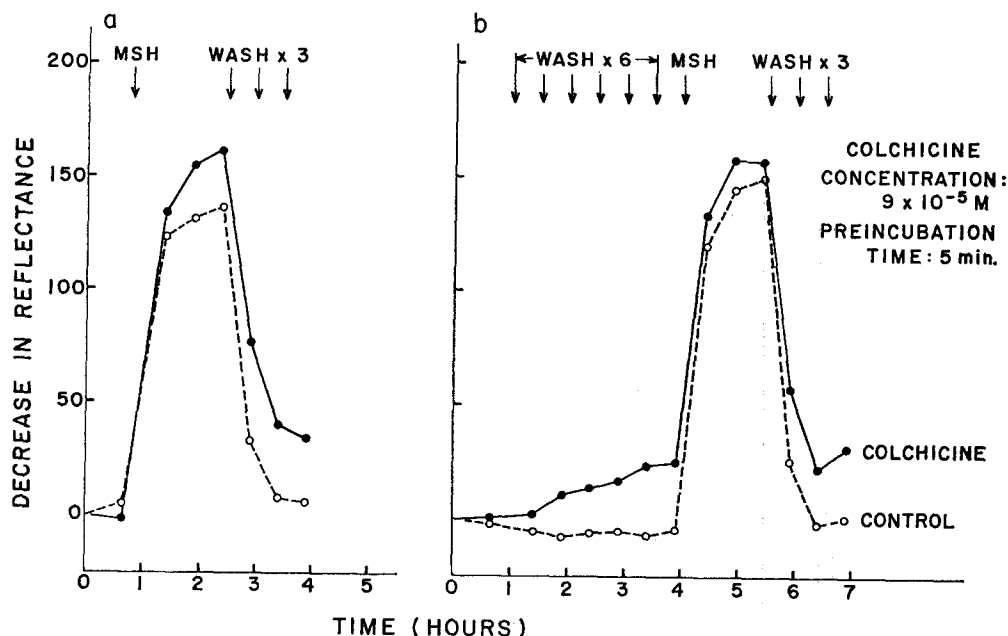 a
b
MSH
WASH x 3
WASH x 6
MSH
WASH x 3
200
150
100
50
0
DECREASE IN REFLECTANCE
COLCHICINE
CONCENTRATION:
9 x 10⁻⁵ M
PREINCUBATION
TIME: 5 min.
COLCHICINE
CONTROL
0 1 2 3 4 5
0 1 2 3 4 5 6 7
TIME (HOURS)